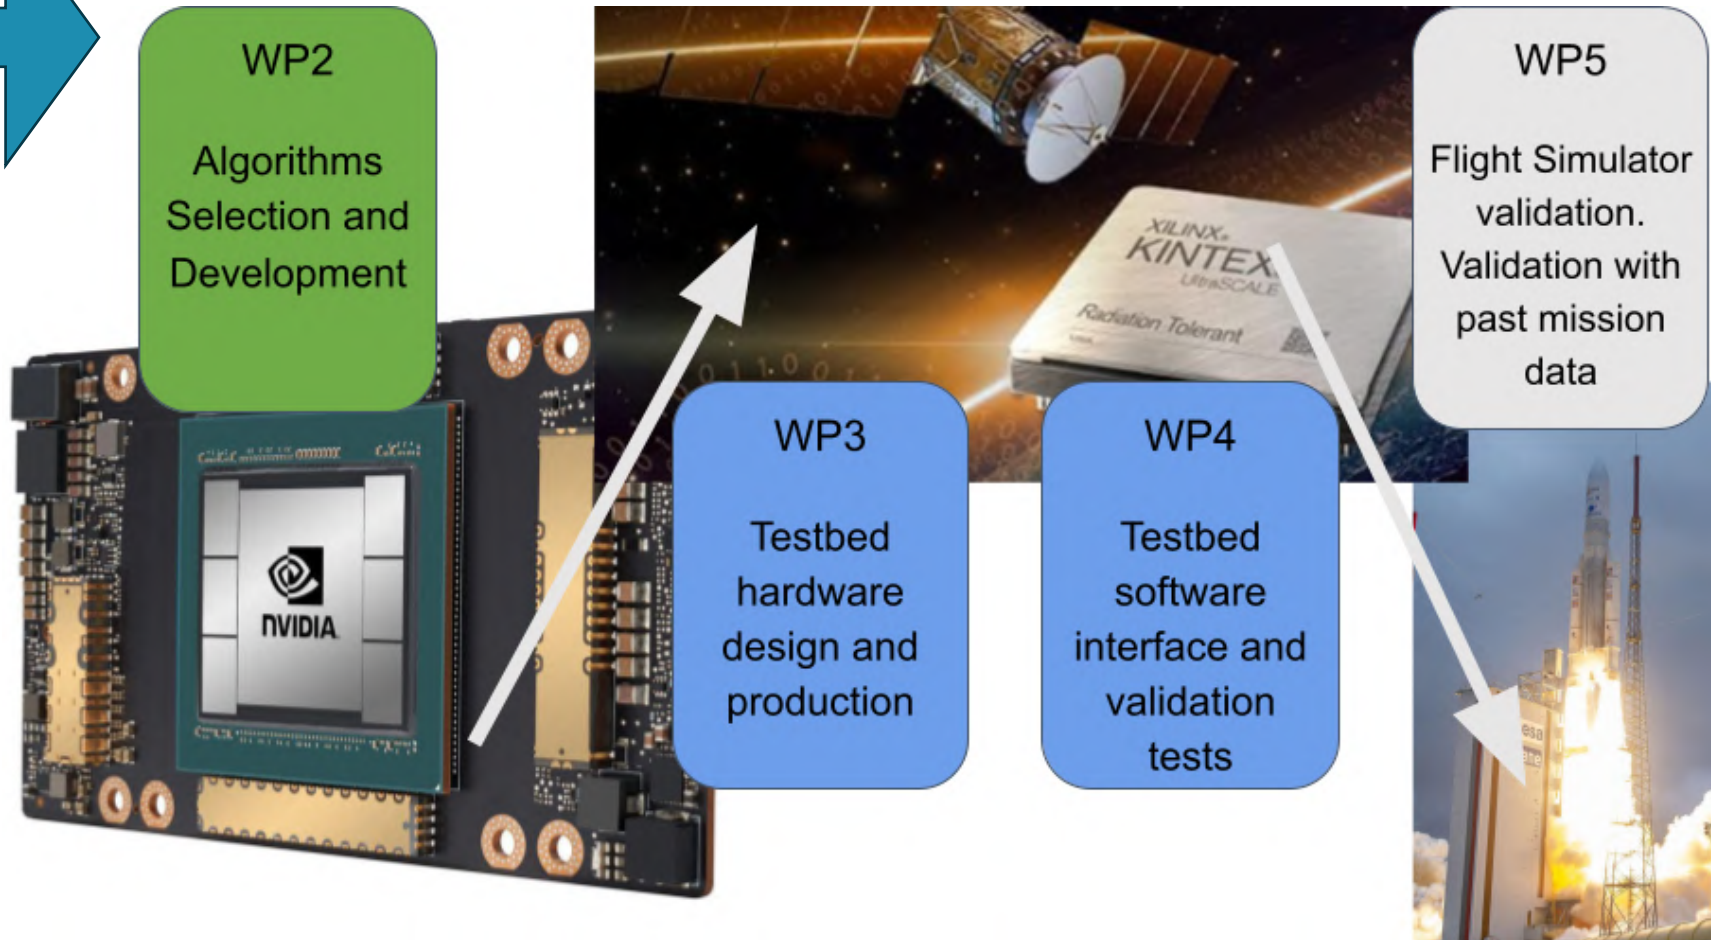 WP2
Algorithms
Selection and
Development
NVIDIA
XILINX
KINTEX
UltraSCALE
Radiation Tolerant
WP3
Testbed
hardware
design and
production
WP4
Testbed
software
interface and
validation
tests
WP5
Flight Simulator
validation.
Validation with
past mission
data
esa